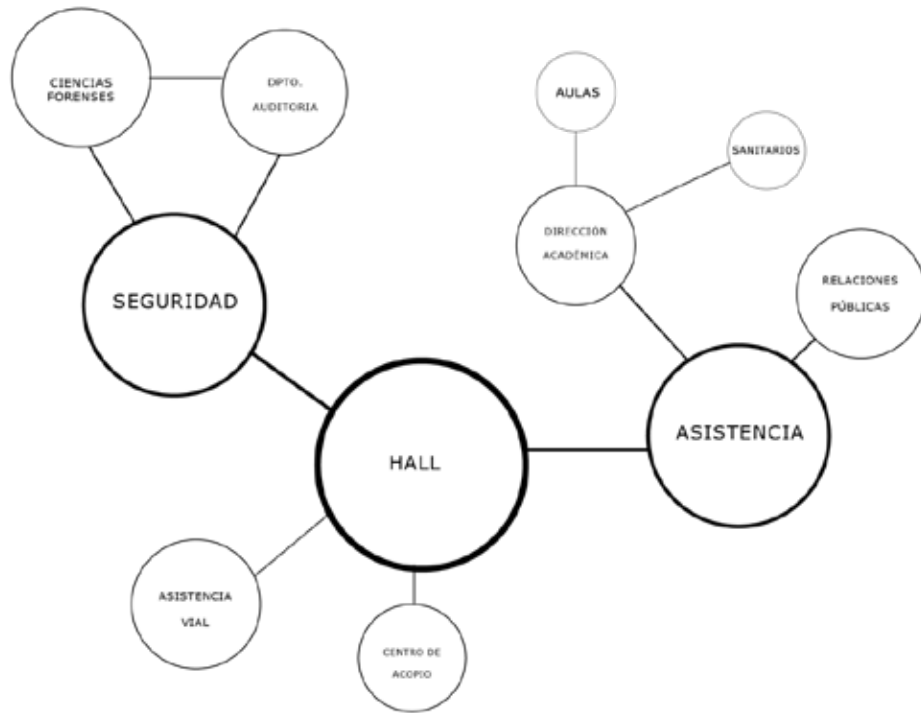 CIENCIAS
FORENSES
DPTO.
AUDITORIA
AULAS
SANITARIOS
DIRECCIÓN
ACADÉMICA
RELACIONES
PÚBLICAS
SEGURIDAD
HALL
ASISTENCIA
ASISTENCIA
VIAL
CENTRO DE
ACOPIO